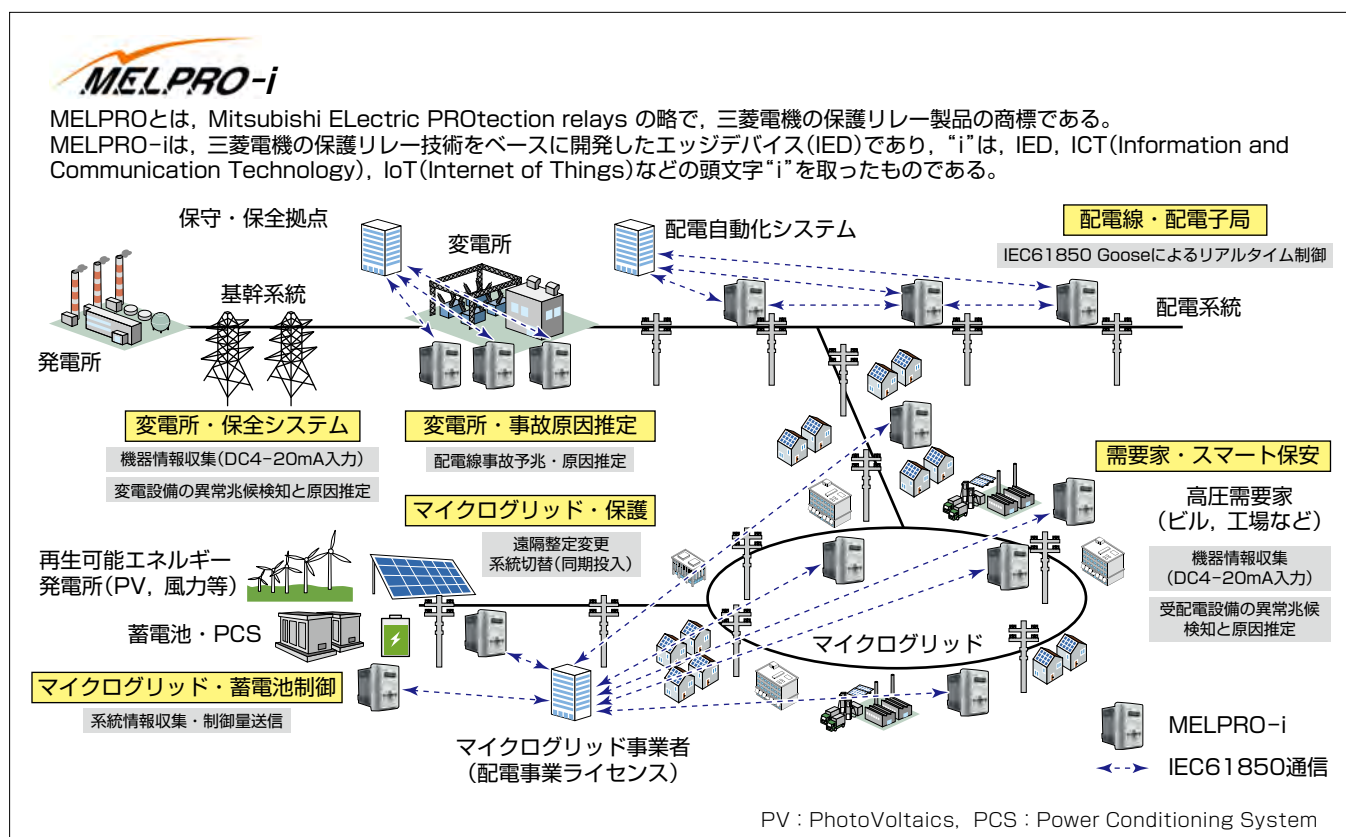 MELPRO-i
MELPROとは，Mitsubishi ELectric PROtection relays の略で，三菱電機の保護リレー製品の商標である。
MELPRO-iは，三菱電機の保護リレー技術をベースに開発したエッジデバイス(IED)であり，“i”は，IED，ICT(Information and
Communication Technology)，IoT(Internet of Things)などの頭文字“i”を取ったものである。
保守・保全拠点
変電所
配電自動化システム
配電線・配電子局
IEC61850 Gooseによるリアルタイム制御
基幹系統
配電系統
発電所
変電所・保全システム
機器情報収集(DC4-20mA入力)
変電設備の異常兆候検知と原因推定
変電所・事故原因推定
配電線事故予兆・原因推定
需要家・スマート保安
高圧需要家
(ビル，工場など)
機器情報収集
(DC4-20mA入力)
受配電設備の異常兆候
検知と原因推定
マイクログリッド・保護
遠隔整定変更
系統切替(同期投入)
再生可能エネルギー
発電所(PV，風力等)
蓄電池・PCS
マイクログリッド
マイクログリッド・蓄電池制御
系統情報収集・制御量送信
マイクログリッド事業者
(配電事業ライセンス)
MELPRO-i
IEC61850通信
PV：PhotoVoltaics，PCS：Power Conditioning System